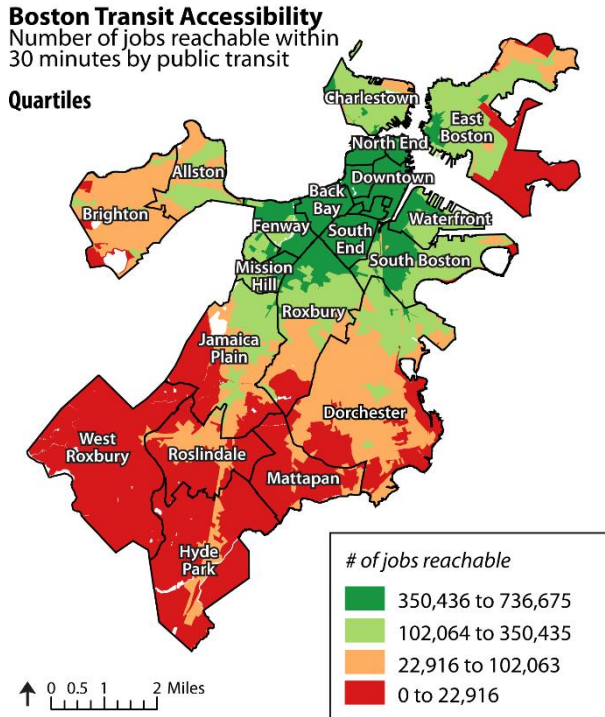 Boston Transit Accessibility
Number of jobs reachable within
30 minutes by public transit
Quartiles
Charlestown
East
Boston
North End
Allston
Downtown
Back
Bay
Brighton
Waterfront
Fenway
South
End
South Boston
Mission
Hill
Roxbury
Jamaica
Plain
Dorchester
West
Roxbury
Roslindale
Mattapan
Hyde
Park
# of jobs reachable
350,436 to 736,675
102,064 to 350,435
22,916 to 102,063
0 to 22,916
0 0.5 1 2 Miles